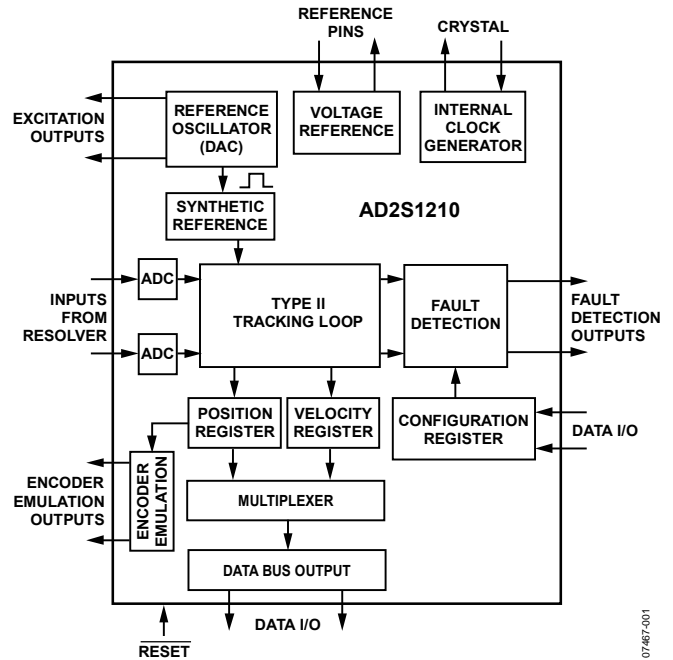 REFERENCE
PINS
CRYSTAL
EXCITATION
OUTPUTS
REFERENCE
OSCILLATOR
(DAC)
VOLTAGE
REFERENCE
INTERNAL
CLOCK
GENERATOR
SYNTHETIC
REFERENCE
AD2S1210
INPUTS
FROM
RESOLVER
ADC
ADC
TYPE II
TRACKING LOOP
FAULT
DETECTION
FAULT
DETECTION
OUTPUTS
POSITION
REGISTER
VELOCITY
REGISTER
CONFIGURATION
REGISTER
DATA I/O
ENCODER
EMULATION
OUTPUTS
ENCODER
EMULATION
MULTIPLEXER
DATA BUS OUTPUT
DATA I/O
RESET
07467-001